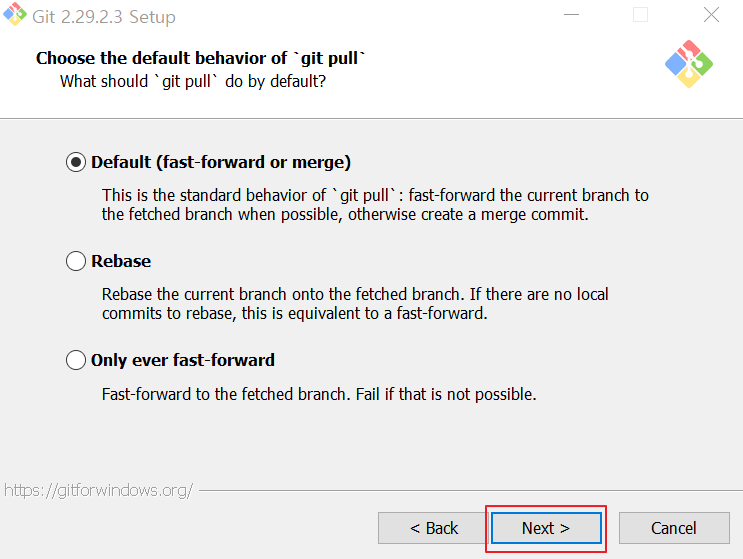 Git 2.29.2.3 Setup
Choose the default behavior of `git pull`
What should `git pull` do by default?
Default (fast-forward or merge)
This is the standard behavior of `git pull`: fast-forward the current branch to
the fetched branch when possible, otherwise create a merge commit.
Rebase
Rebase the current branch onto the fetched branch. If there are no local
commits to rebase, this is equivalent to a fast-forward.
Only ever fast-forward
Fast-forward to the fetched branch. Fail if that is not possible.
https://gitforwindows.org/
< Back
Next >
Cancel